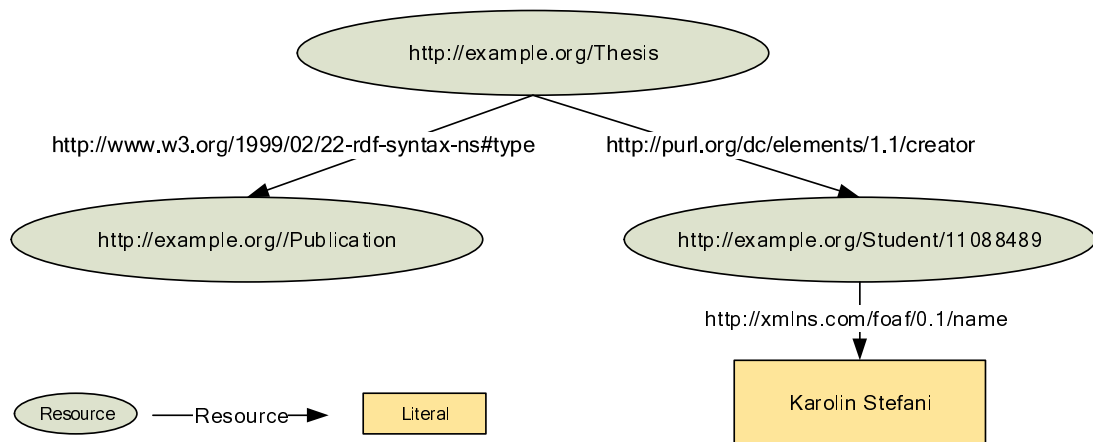 http://example.org/Thesis
http://www.w3.org/1999/02/22-rdf-syntax-ns#type
http://purl.org/dc/elements/1.1/creator
http://example.org//Publication
http://example.org/Student/11088489
http://xmlns.com/foaf/0.1/name
Karolin Stefani
Resource
Resource
Literal